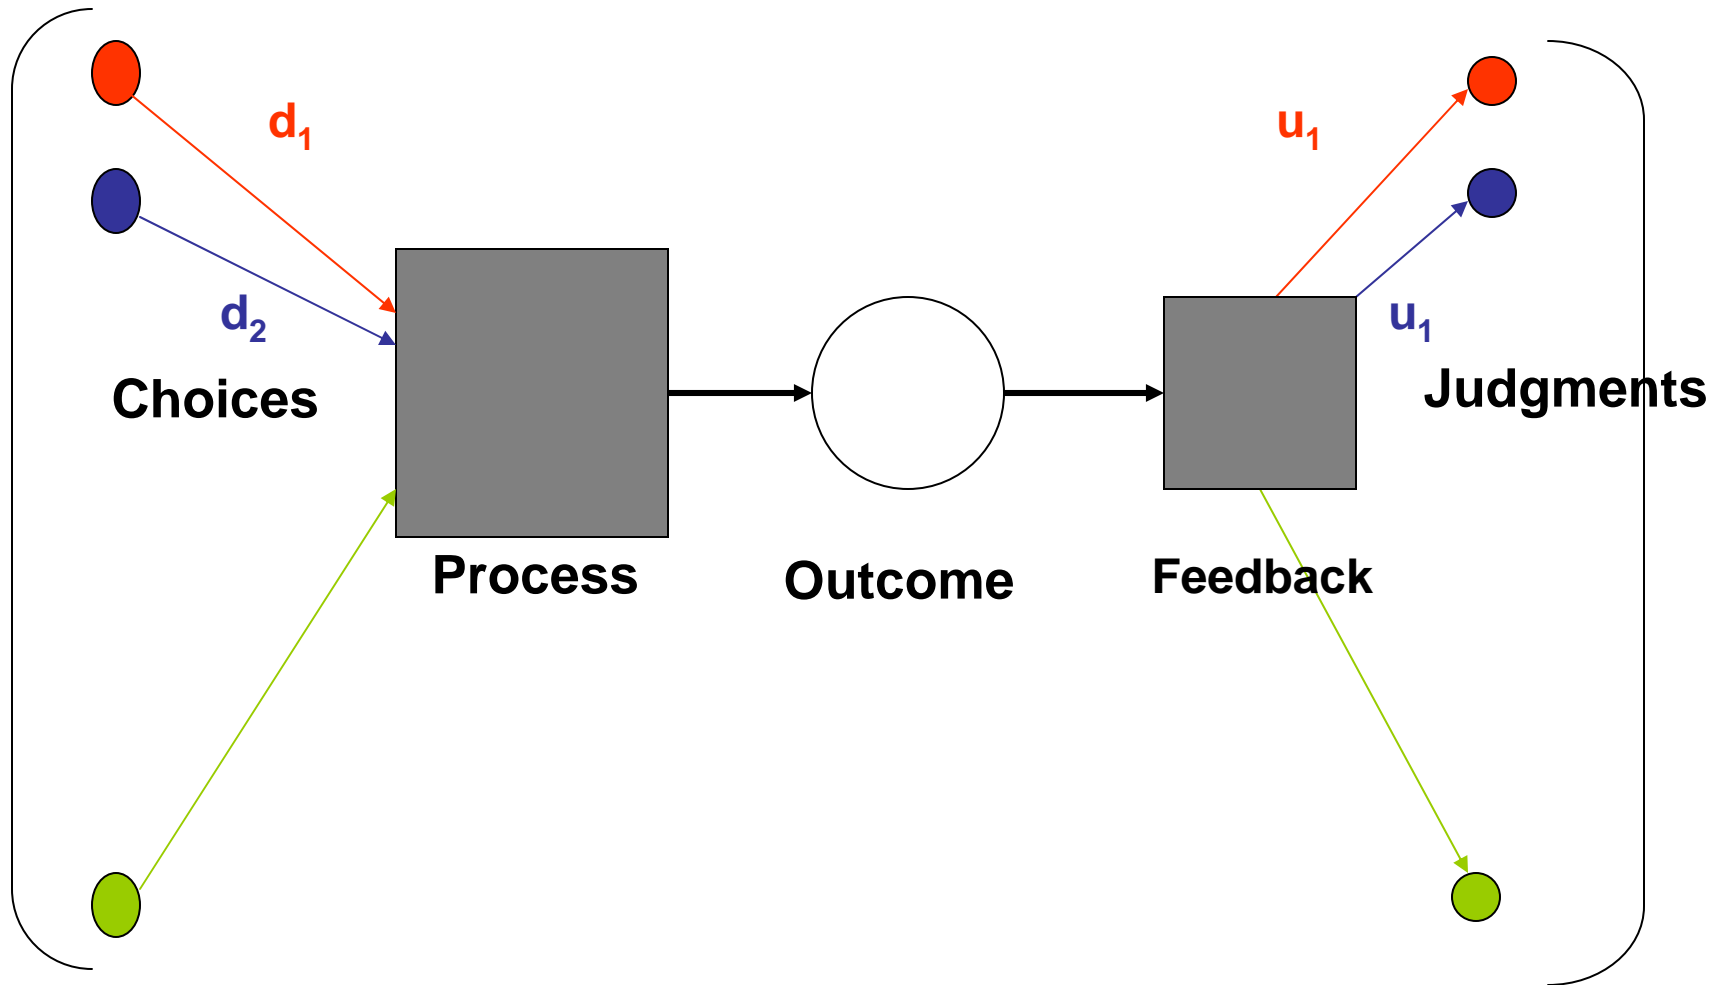 d₁
u₁
d₂
u₁
Choices
Judgments
Process
Outcome
Feedback